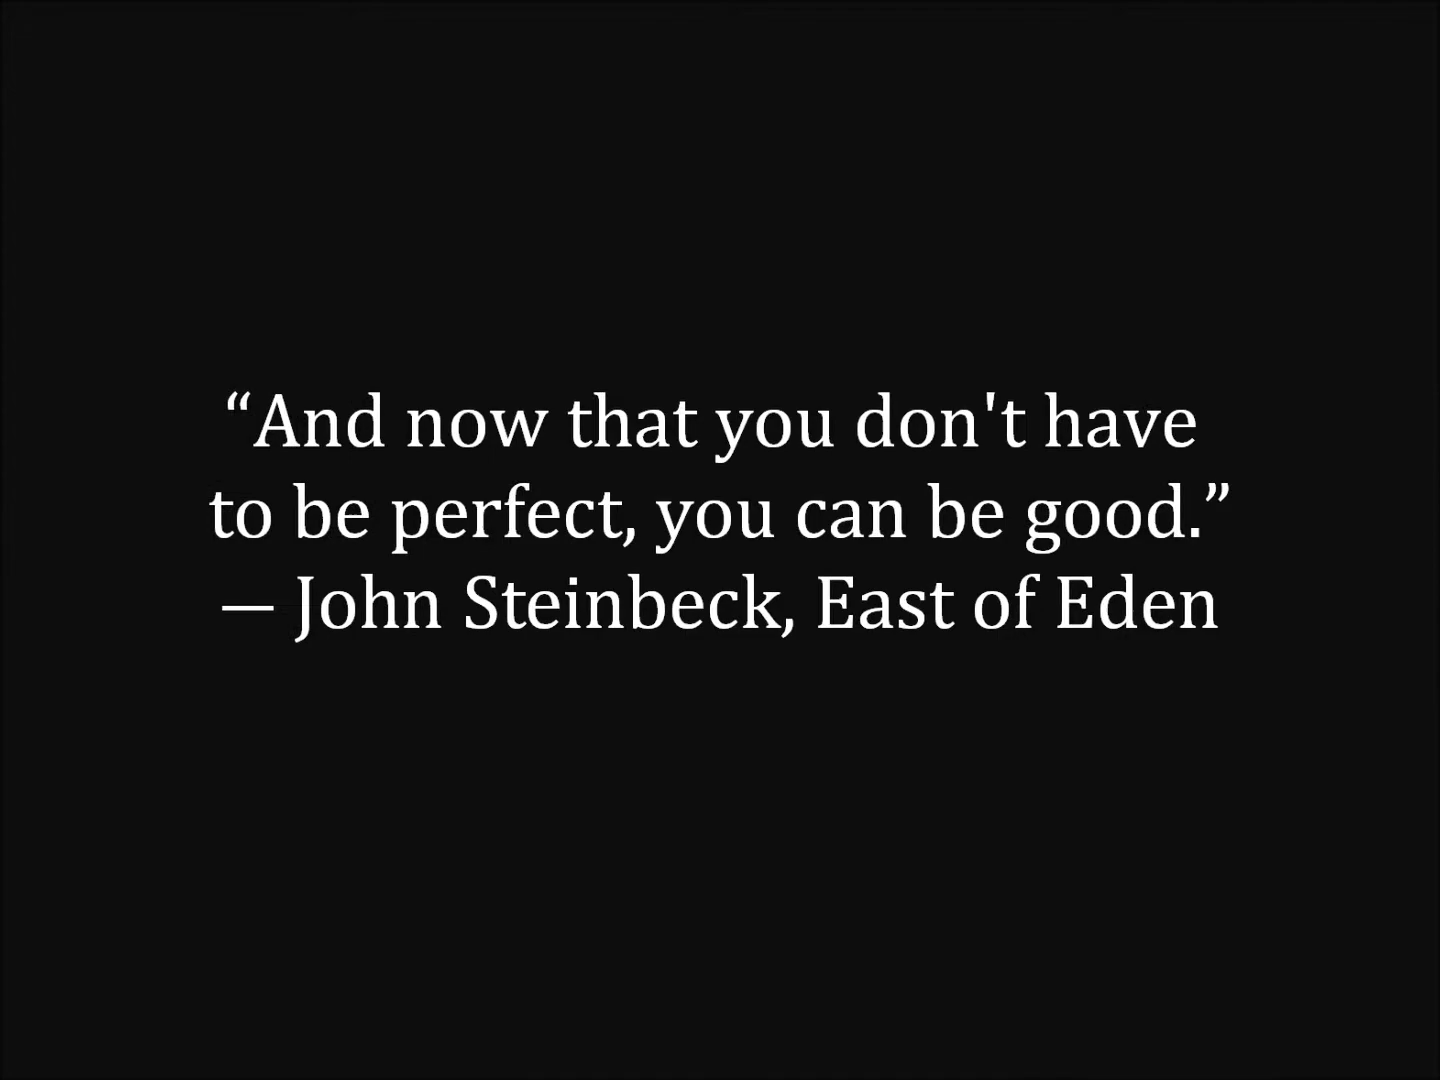 “And now that you don't have
to be perfect, you can be good.”
— John Steinbeck, East of Eden